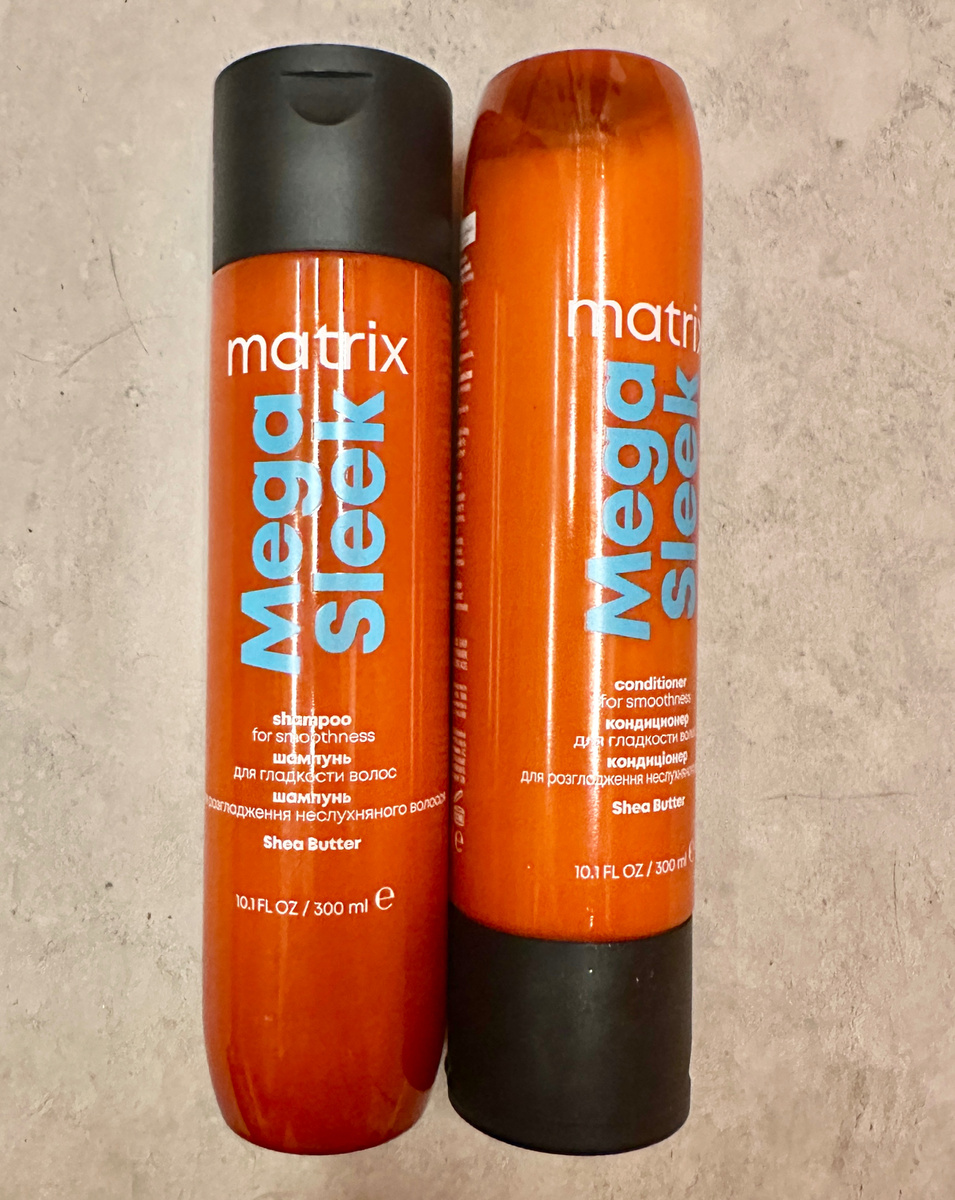 matrix
Mega
Sleek
shampoo
for smoothness
шампунь
для гладкости волос
шампунь
розгладження неслухняного волосся
Shea Butter
10.1 FL OZ / 300 ml e
matrix
Mega
Sleek
conditioner
for smoothness
кондиционер
для гладкости
кондиціонер
для розгладження
Shea Butter
10.1 FL OZ / 300 ml